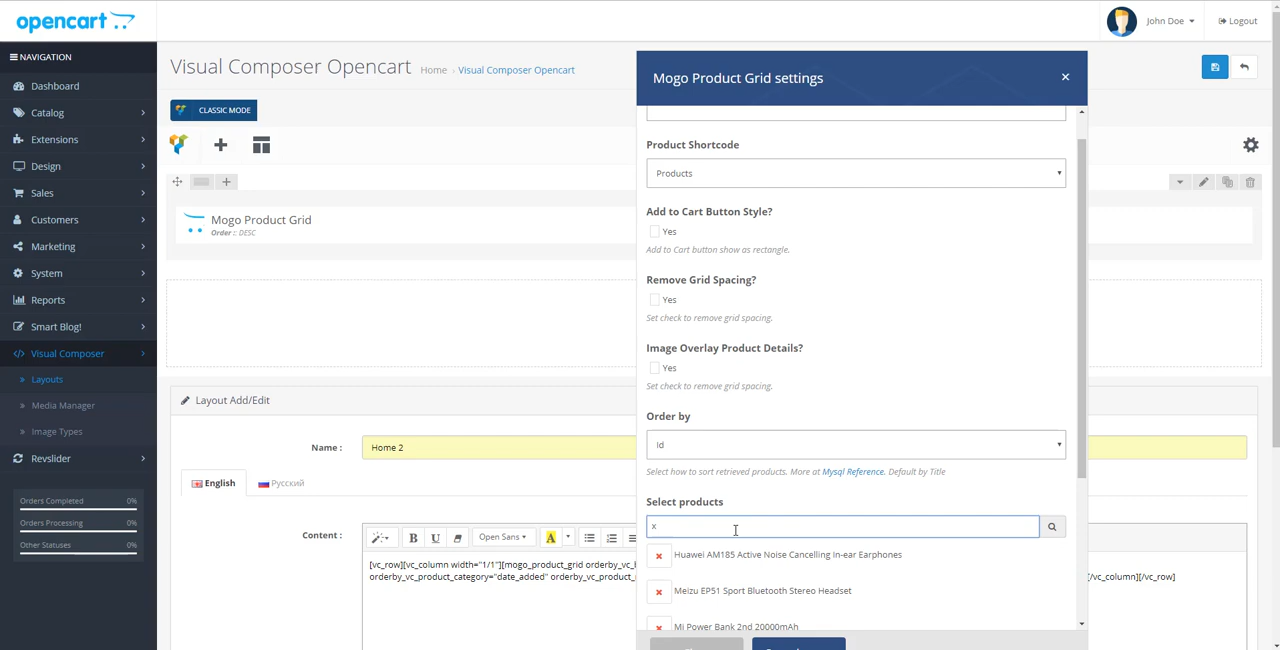 opencart
John Doe
Logout
NAVIGATION
Dashboard
Catalog
Extensions
Design
Sales
Customers
Marketing
System
Reports
Smart Blog!
Visual Composer
Layouts
Media Manager
Image Types
Revslider
Orders Completed 0%
Orders Processing 0%
Other Statuses 0%
Visual Composer Opencart Home › Visual Composer Opencart
CLASSIC MODE
Mogo Product Grid
Order :: DESC
Layout Add/Edit
Name : Home 2
English Русский
Content :
B U A Open Sans
[vc_row][vc_column width="1/1"][mogo_product_grid
orderby_vc_product_category="date_added" [/vc_column][/vc_row]
Mogo Product Grid settings ×
Product Shortcode
Products
Add to Cart Button Style?
Yes
Add to Cart button show as rectangle.
Remove Grid Spacing?
Yes
Set check to remove grid spacing.
Image Overlay Product Details?
Yes
Set check to remove grid spacing.
Order by
Id
Select how to sort retrieved products. More at Mysql Reference. Default by Title
Select products
x
Huawei AM185 Active Noise Cancelling In-ear Earphones
Meizu EP51 Sport Bluetooth Stereo Headset
Mi Power Bank 2nd 20000mAh